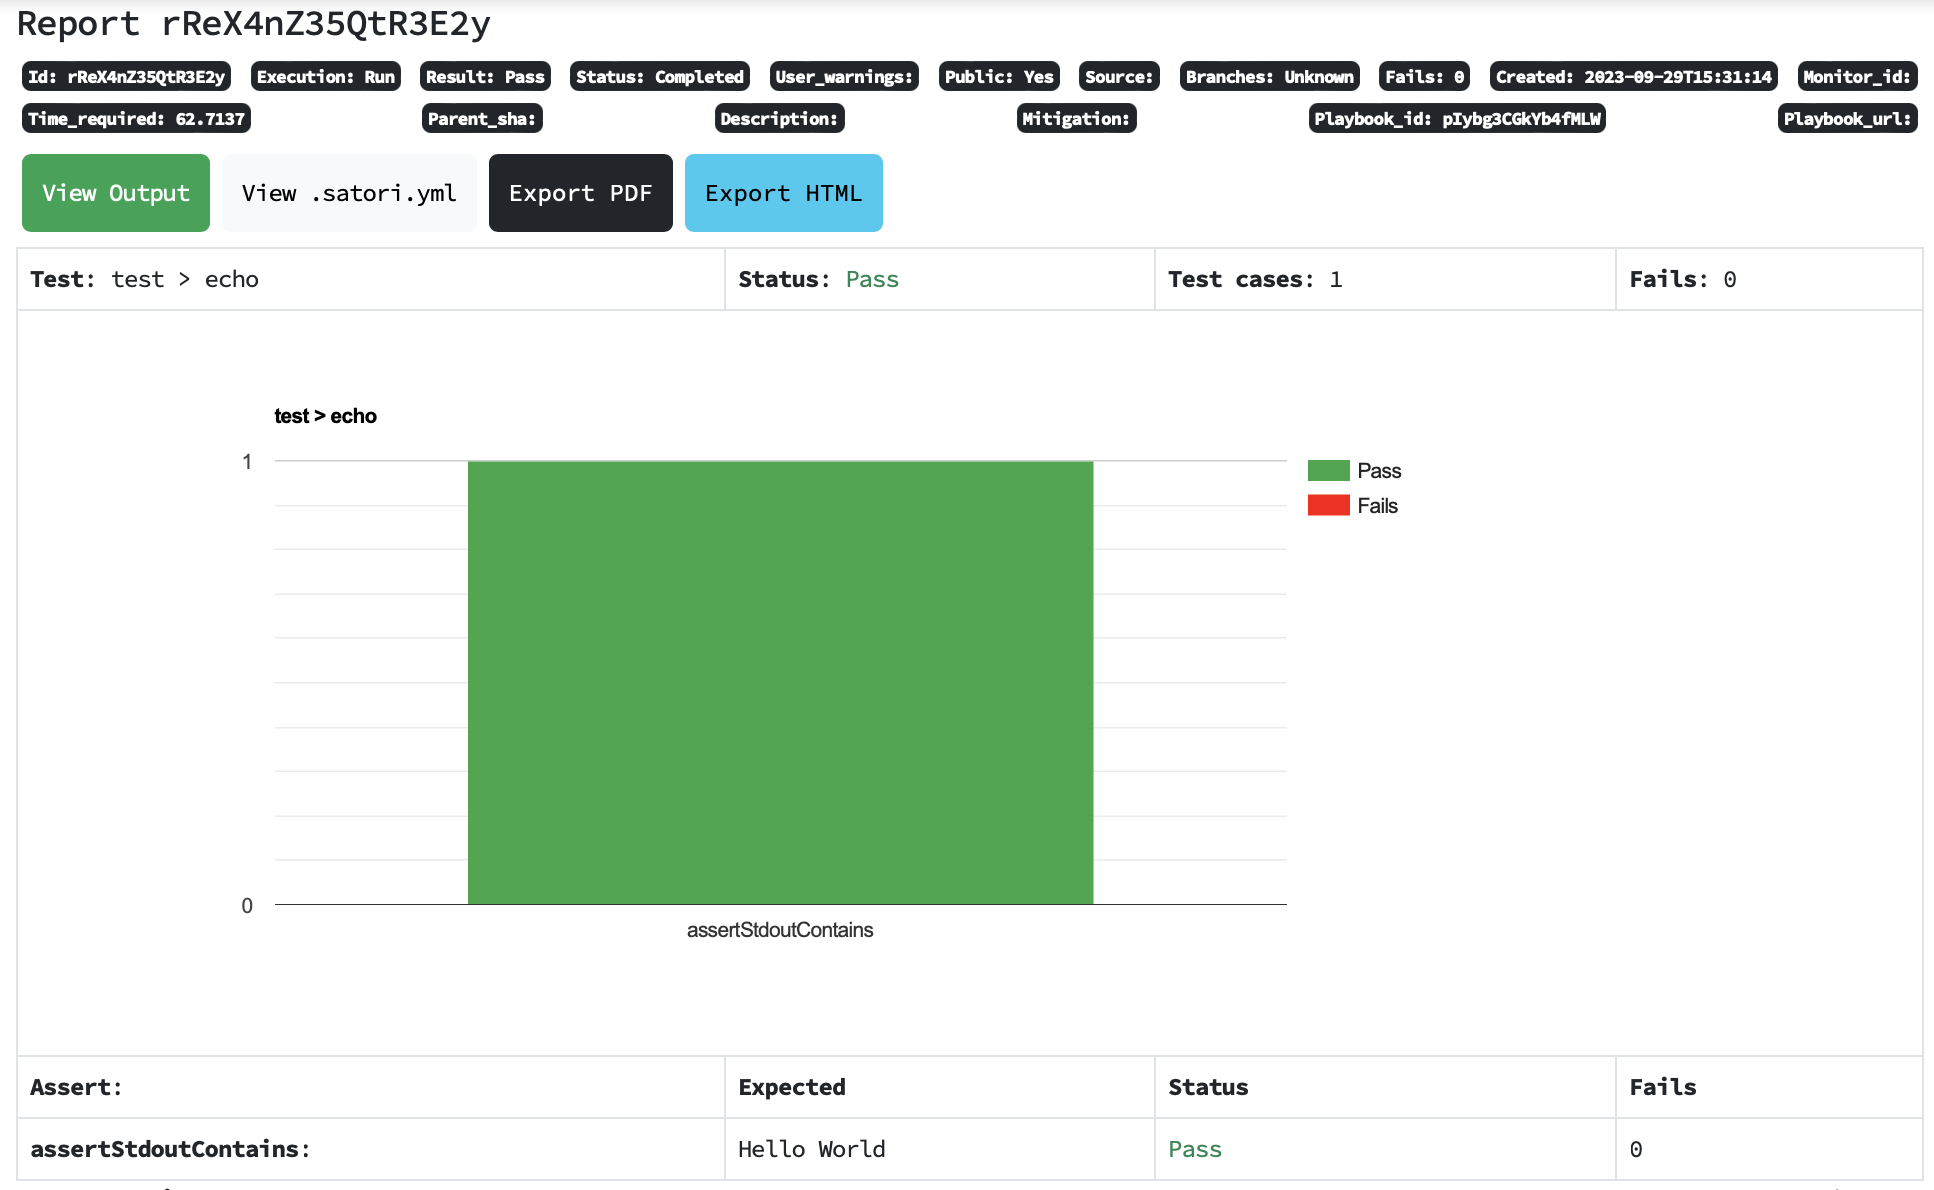 Report rReX4nZ35QtR3E2y
Id: rReX4nZ35QtR3E2y Execution: Run Result: Pass Status: Completed User_warnings: Public: Yes Source: Branches: Unknown Fails: 0 Created: 2023-09-29T15:31:14 Monitor_id:
Time_required: 62.7137 Parent_sha: Description: Mitigation: Playbook_id: pIybg3CGkYb4fMLW Playbook_url:
View Output View .satori.yml Export PDF Export HTML
Test: test > echo Status: Pass Test cases: 1 Fails: 0
test > echo
1
Pass
Fails
0
assertStdoutContains
Assert: Expected Status Fails
assertStdoutContains: Hello World Pass 0